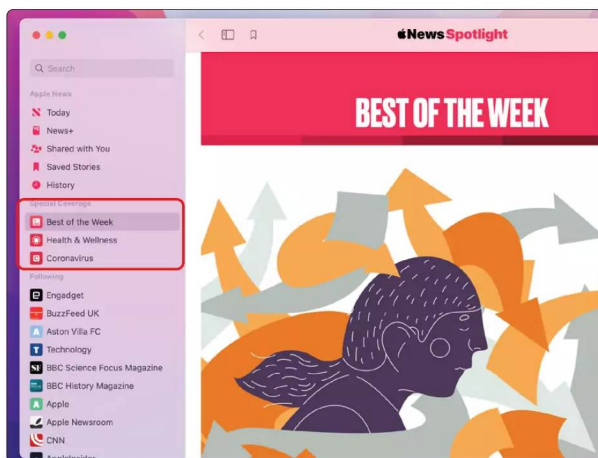 News Spotlight
Search
Apple News
Today
News+
Shared with You
Saved Stories
History
Special Coverage
Best of the Week
Health & Wellness
Coronavirus
Following
Engadget
BuzzFeed UK
Aston Villa FC
Technology
BBC Science Focus Magazine
BBC History Magazine
Apple
Apple Newsroom
CNN
AppleInsider
BEST OF THE WEEK